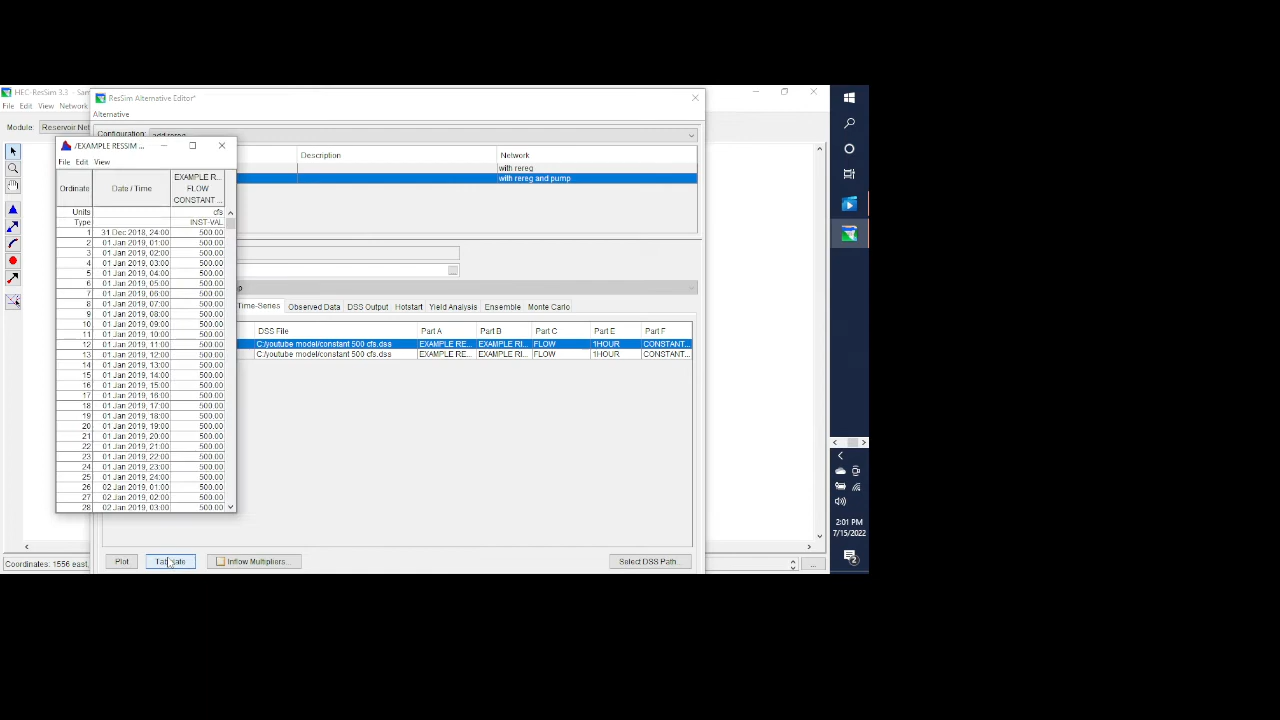 HEC-ResSim 3.3 - Sam
File Edit View Network
Module: Reservoir Net
ResSim Alternative Editor*
Alternative
Configuration: add rereg
Description Network
with rereg
with rereg and pump
p
Time-Series Observed Data DSS Output Hotstart Yield Analysis Ensemble Monte Carlo
DSS File Part A Part B Part C Part E Part F
C:/youtube model/constant 500 cfs.dss EXAMPLE RE... EXAMPLE RI... FLOW 1HOUR CONSTANT...
C:/youtube model/constant 500 cfs.dss EXAMPLE RE... EXAMPLE RI... FLOW 1HOUR CONSTANT...
/EXAMPLE RESSIM ...
File Edit View
Ordinate Date / Time EXAMPLE R...
FLOW
CONSTANT ...
Units cfs
Type INST-VAL
1 31 Dec 2018, 24:00 500.00
2 01 Jan 2019, 01:00 500.00
3 01 Jan 2019, 02:00 500.00
4 01 Jan 2019, 03:00 500.00
5 01 Jan 2019, 04:00 500.00
6 01 Jan 2019, 05:00 500.00
7 01 Jan 2019, 06:00 500.00
8 01 Jan 2019, 07:00 500.00
9 01 Jan 2019, 08:00 500.00
10 01 Jan 2019, 09:00 500.00
11 01 Jan 2019, 10:00 500.00
12 01 Jan 2019, 11:00 500.00
13 01 Jan 2019, 12:00 500.00
14 01 Jan 2019, 13:00 500.00
15 01 Jan 2019, 14:00 500.00
16 01 Jan 2019, 15:00 500.00
17 01 Jan 2019, 16:00 500.00
18 01 Jan 2019, 17:00 500.00
19 01 Jan 2019, 18:00 500.00
20 01 Jan 2019, 19:00 500.00
21 01 Jan 2019, 20:00 500.00
22 01 Jan 2019, 21:00 500.00
23 01 Jan 2019, 22:00 500.00
24 01 Jan 2019, 23:00 500.00
25 01 Jan 2019, 24:00 500.00
26 02 Jan 2019, 01:00 500.00
27 02 Jan 2019, 02:00 500.00
28 02 Jan 2019, 03:00 500.00
Plot Tabulate Inflow Multipliers... Select DSS Path...
Coordinates: 1556 east, ...
2:01 PM
7/15/2022
2